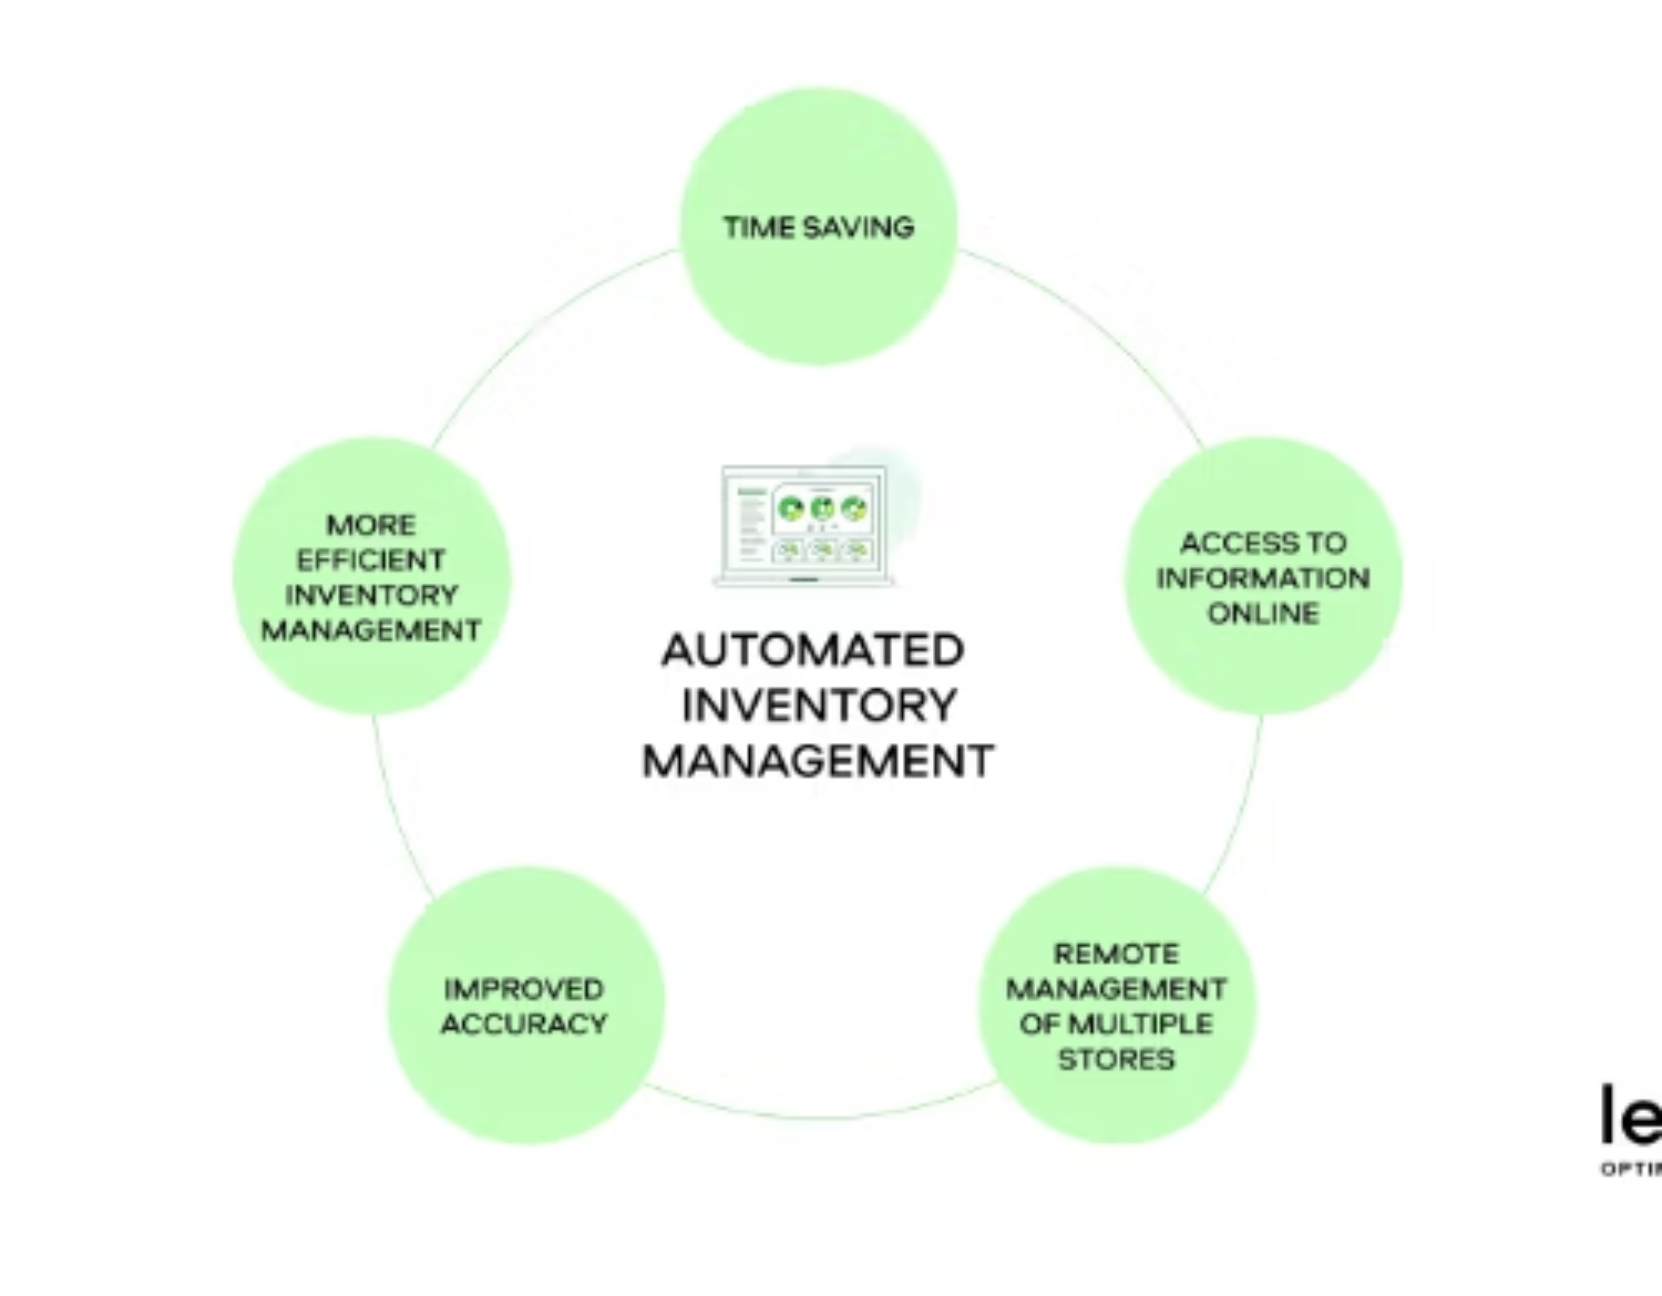 TIME SAVING
MORE
EFFICIENT
INVENTORY
MANAGEMENT
ACCESS TO
INFORMATION
ONLINE
AUTOMATED
INVENTORY
MANAGEMENT
IMPROVED
ACCURACY
REMOTE
MANAGEMENT
OF MULTIPLE
STORES
le